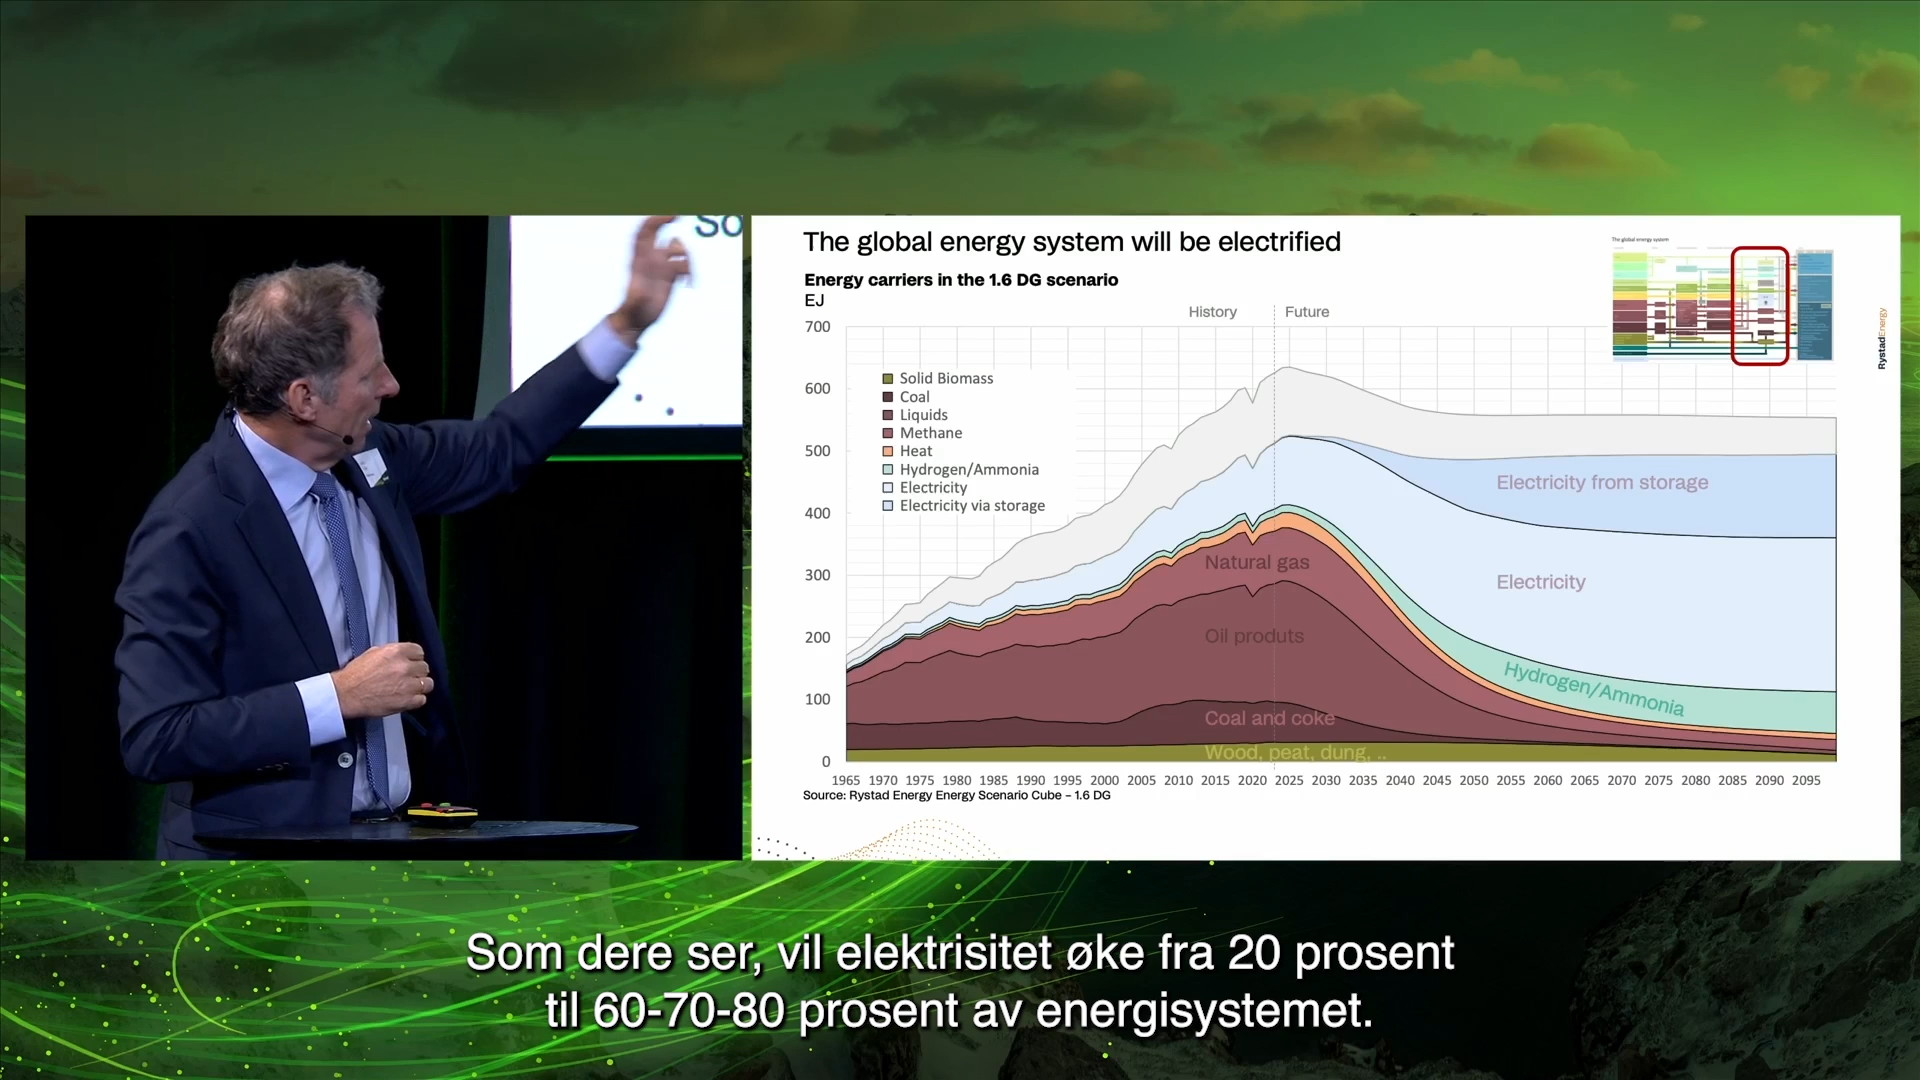 So
The global energy system will be electrified
Energy carriers in the 1.6 DG scenario
EJ
History
Future
700
600
500
400
300
200
100
0
Solid Biomass
Coal
Liquids
Methane
Heat
Hydrogen/Ammonia
Electricity
Electricity via storage
Electricity from storage
Electricity
Hydrogen/Ammonia
Natural gas
Oil produts
Coal and coke
Wood, peat, dung, ..
1965 1970 1975 1980 1985 1990 1995 2000 2005 2010 2015 2020 2025 2030 2035 2040 2045 2050 2055 2060 2065 2070 2075 2080 2085 2090 2095
Source: Rystad Energy Energy Scenario Cube – 1.6 DG
The global energy system
RystadEnergy
Som dere ser, vil elektrisitet øke fra 20 prosent
til 60-70-80 prosent av energisystemet.